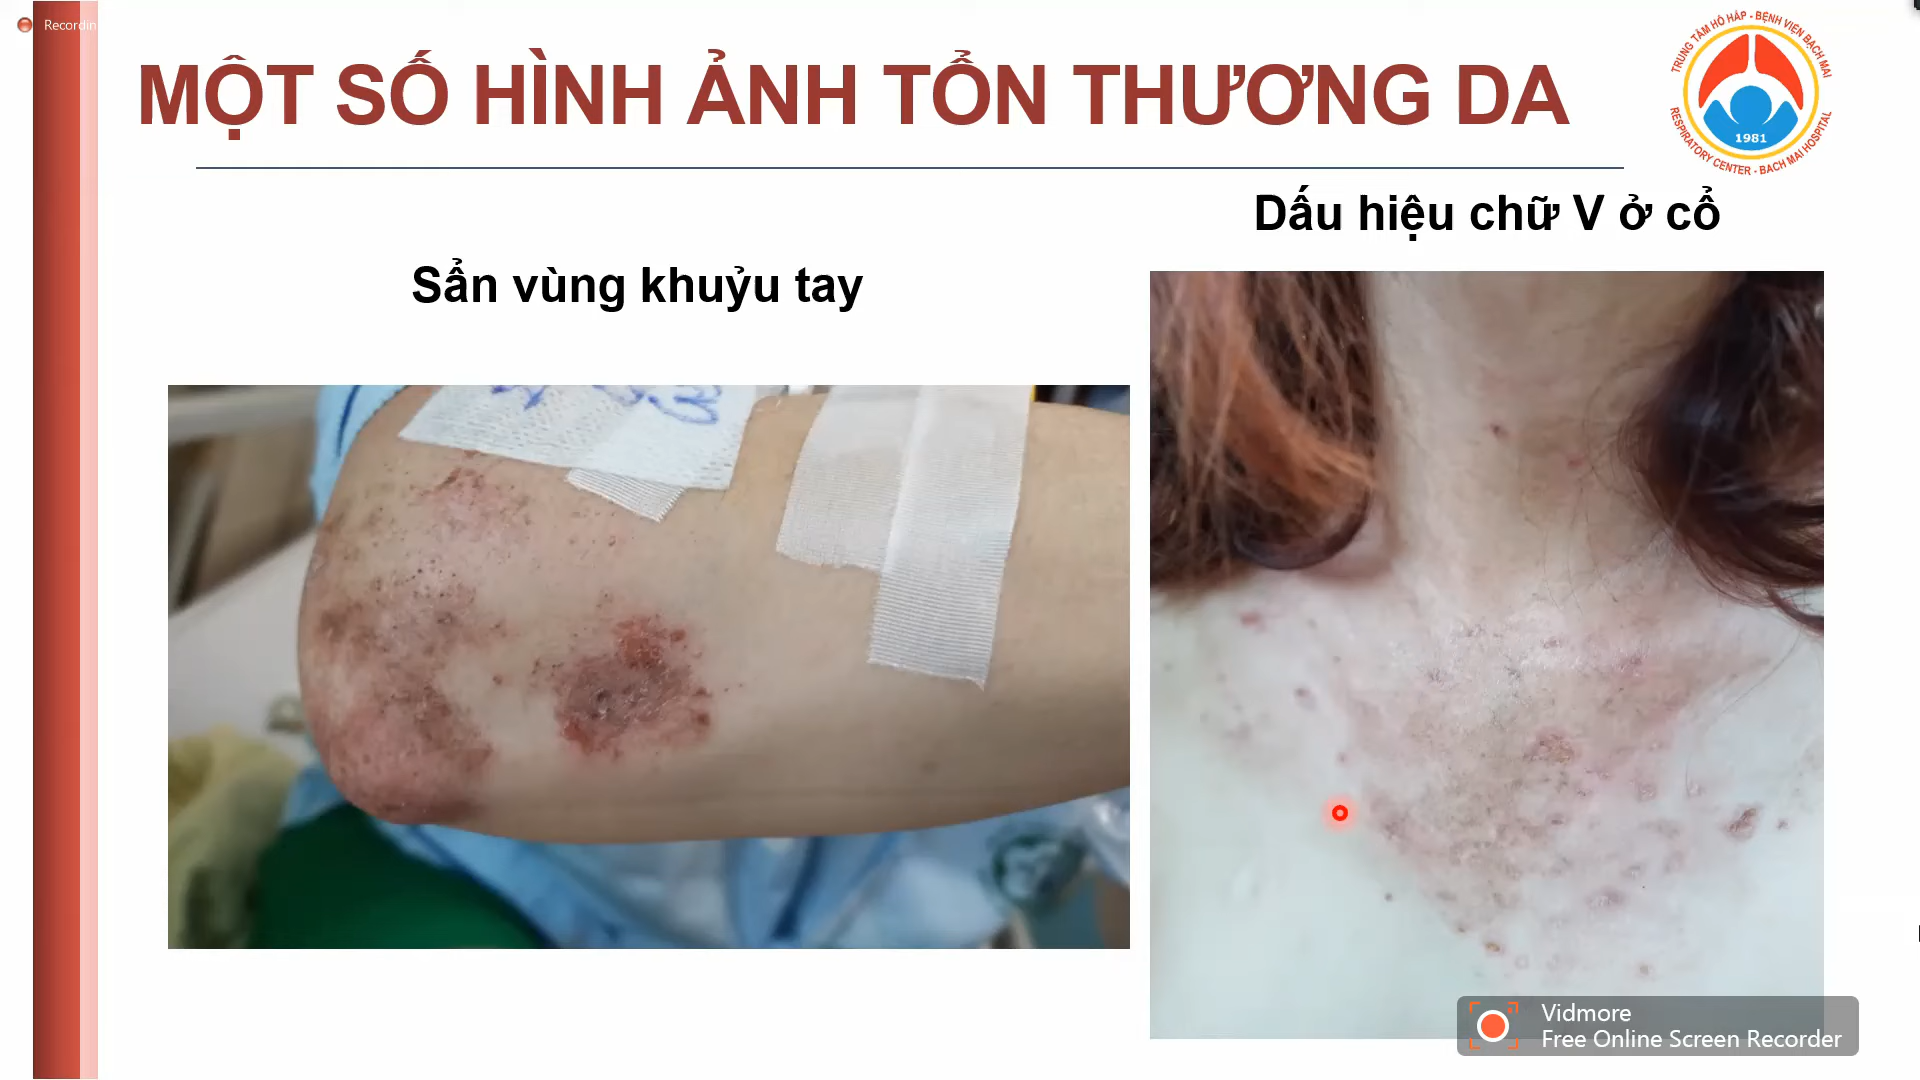 Recordin
MỘT SỐ HÌNH ẢNH TỔN THƯƠNG DA
TRUNG TÂM HÔ HẤP - BỆNH VIỆN BẠCH MAI
1981
RESPIRATORY CENTER - BACH MAI HOSPITAL
Dấu hiệu chữ V ở cổ
Sẩn vùng khuỷu tay
Vidmore
Free Online Screen Recorder